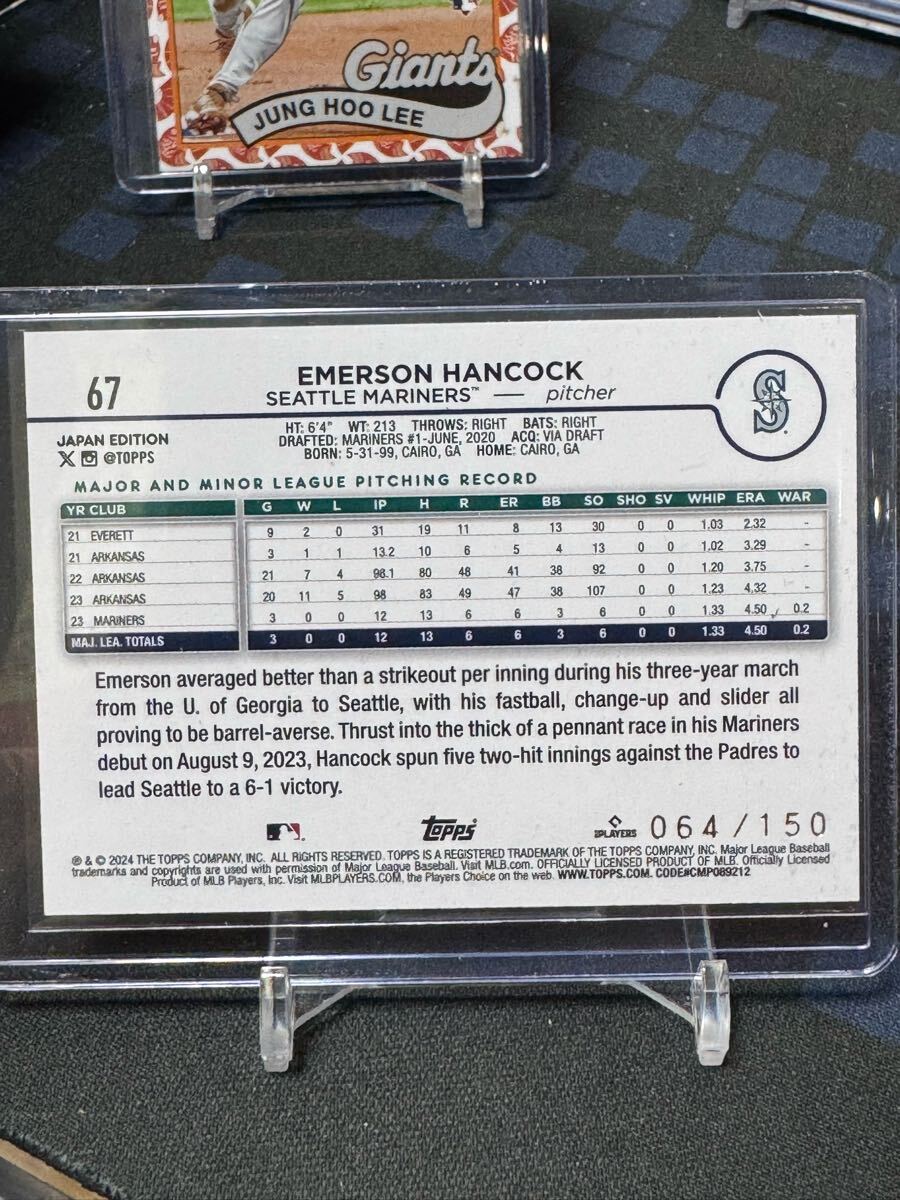 Giants
JUNG HOO LEE
67
EMERSON HANCOCK
SEATTLE MARINERS™ — pitcher
S
JAPAN EDITION
X @TOPPS
HT: 6'4" WT: 213 THROWS: RIGHT BATS: RIGHT
DRAFTED: MARINERS #1-JUNE, 2020 ACQ: VIA DRAFT
BORN: 5-31-99, CAIRO, GA HOME: CAIRO, GA
MAJOR AND MINOR LEAGUE PITCHING RECORD
YR CLUB G W L IP H R ER BB SO SHO SV WHIP ERA WAR
21 EVERETT 9 2 0 31 19 11 8 13 30 0 0 1.03 2.32 -
21 ARKANSAS 3 1 1 13.2 10 6 5 4 13 0 0 1.02 3.29 -
22 ARKANSAS 21 7 4 98.1 80 48 41 38 92 0 0 1.20 3.75 -
23 ARKANSAS 20 11 5 98 83 49 47 38 107 0 0 1.23 4.32 -
23 MARINERS 3 0 0 12 13 6 6 3 6 0 0 1.33 4.50 0.2
MAJ. LEA. TOTALS 3 0 0 12 13 6 6 3 6 0 0 1.33 4.50 0.2
Emerson averaged better than a strikeout per inning during his three-year march
from the U. of Georgia to Seattle, with his fastball, change-up and slider all
proving to be barrel-averse. Thrust into the thick of a pennant race in his Mariners
debut on August 9, 2023, Hancock spun five two-hit innings against the Padres to
lead Seattle to a 6-1 victory.
Topps
PLAYERS
064/150
® & © 2024 THE TOPPS COMPANY, INC. ALL RIGHTS RESERVED. TOPPS IS A REGISTERED TRADEMARK OF THE TOPPS COMPANY, INC. Major League Baseball
trademarks and copyrights are used with permission of Major League Baseball. Visit MLB.com. OFFICIALLY LICENSED PRODUCT OF MLB. Officially Licensed
Product of MLB Players, Inc. Visit MLBPLAYERS.COM, the Players Choice on the web. WWW.TOPPS.COM. CODE#CMP089212